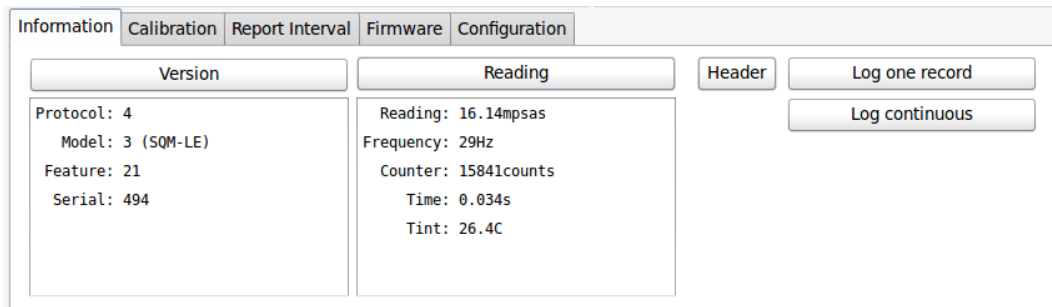 Information Calibration Report Interval Firmware Configuration
Version Reading Header Log one record
Log continuous
Protocol: 4
Model: 3 (SQM-LE)
Feature: 21
Serial: 494
Reading: 16.14mpsas
Frequency: 29Hz
Counter: 15841counts
Time: 0.034s
Tint: 26.4C